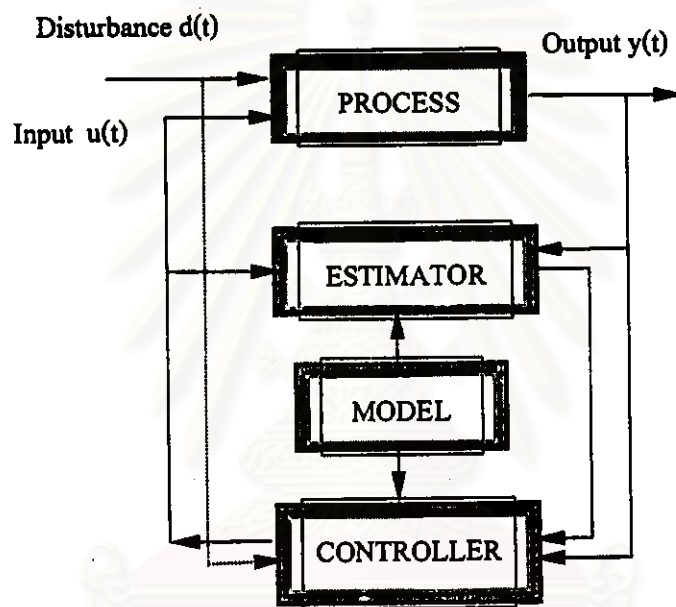 Disturbance d(t)
Output y(t)
PROCESS
Input u(t)
ESTIMATOR
MODEL
CONTROLLER